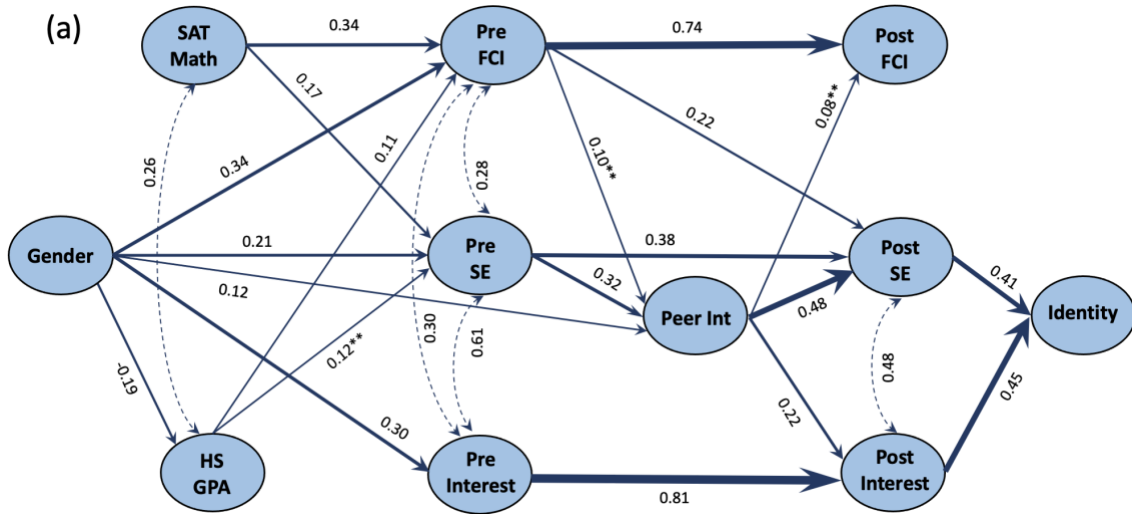 (a)
SAT
Math
0.34
Pre
FCI
0.74
Post
FCI
0.17
0.26
0.34
0.11
0.30
0.28
0.10**
0.22
0.08**
Gender
0.21
Pre
SE
0.38
Post
SE
0.12
0.32
Peer Int
0.48
0.41
Identity
-0.19
0.12**
0.61
0.48
0.45
0.30
0.22
HS
GPA
Pre
Interest
0.81
Post
Interest